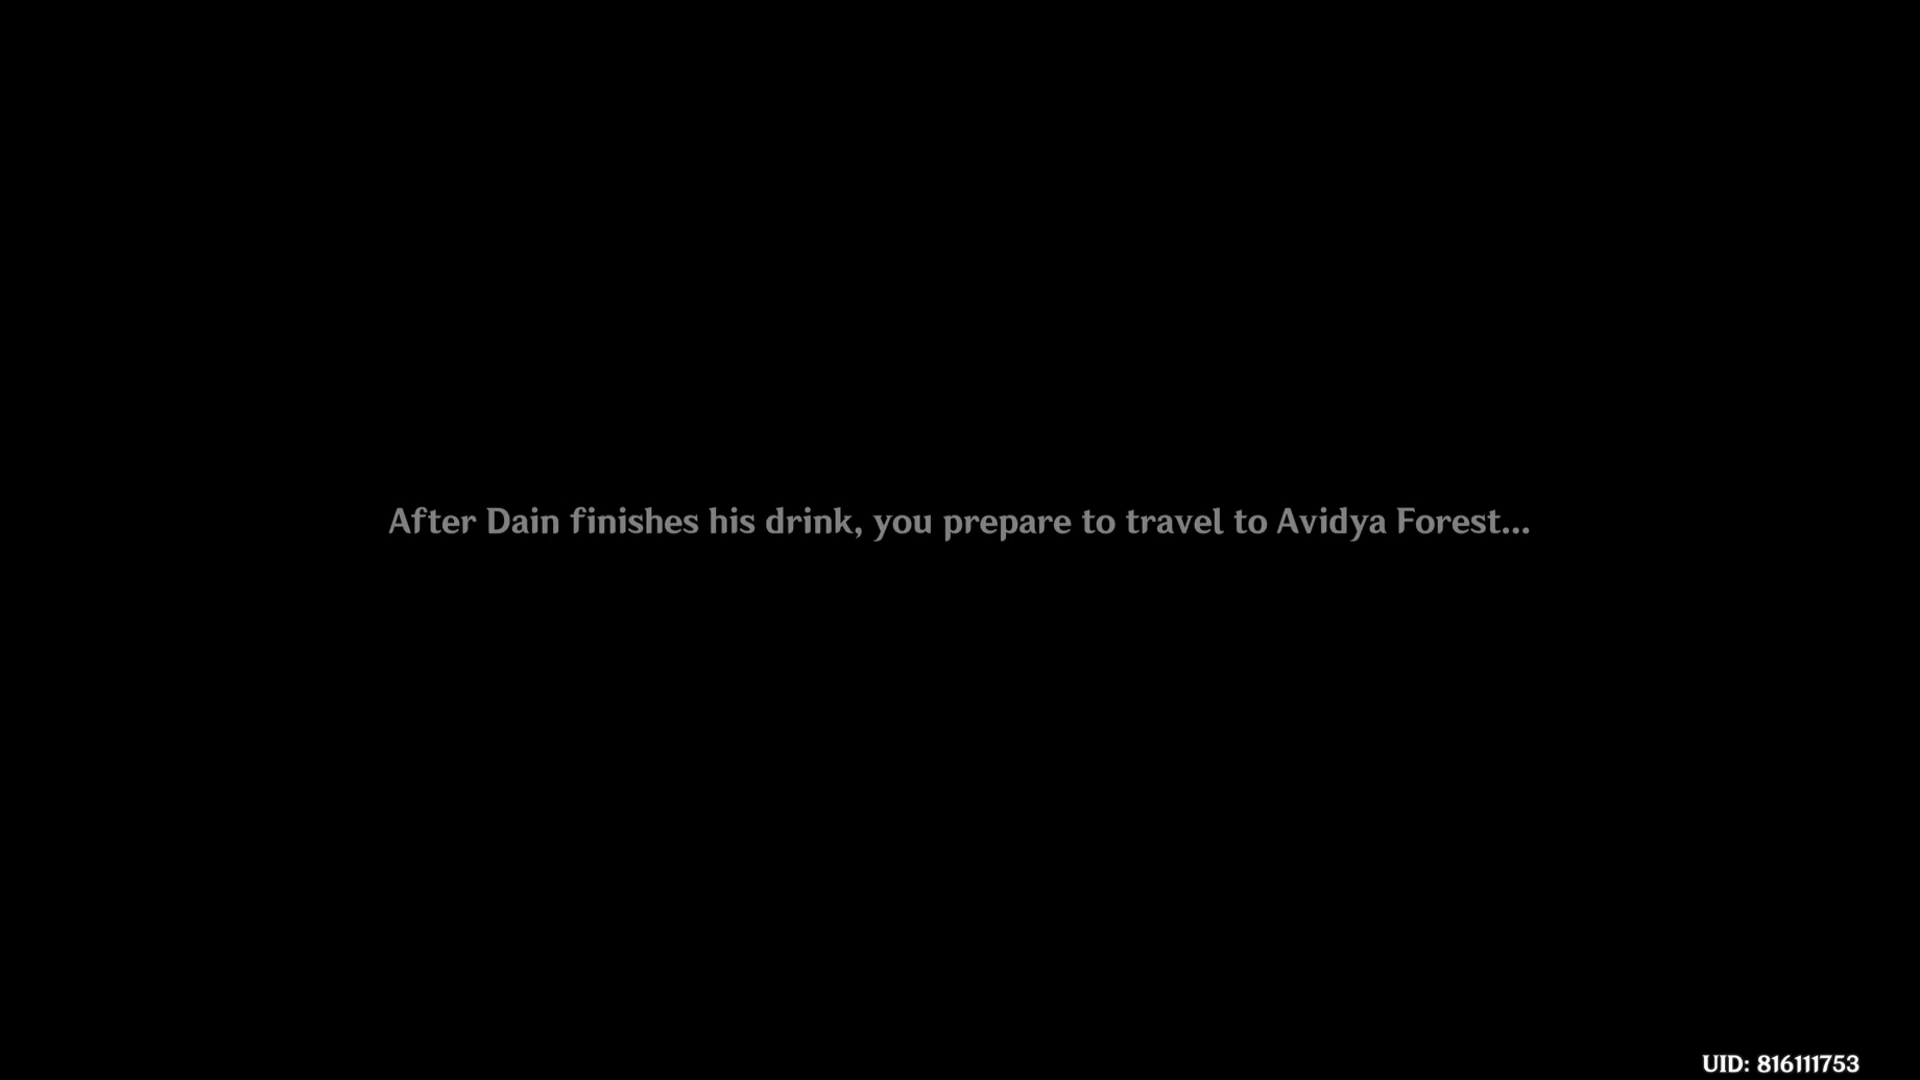 After Dain finishes his drink, you prepare to travel to Avidya Forest...
UID: 816111753